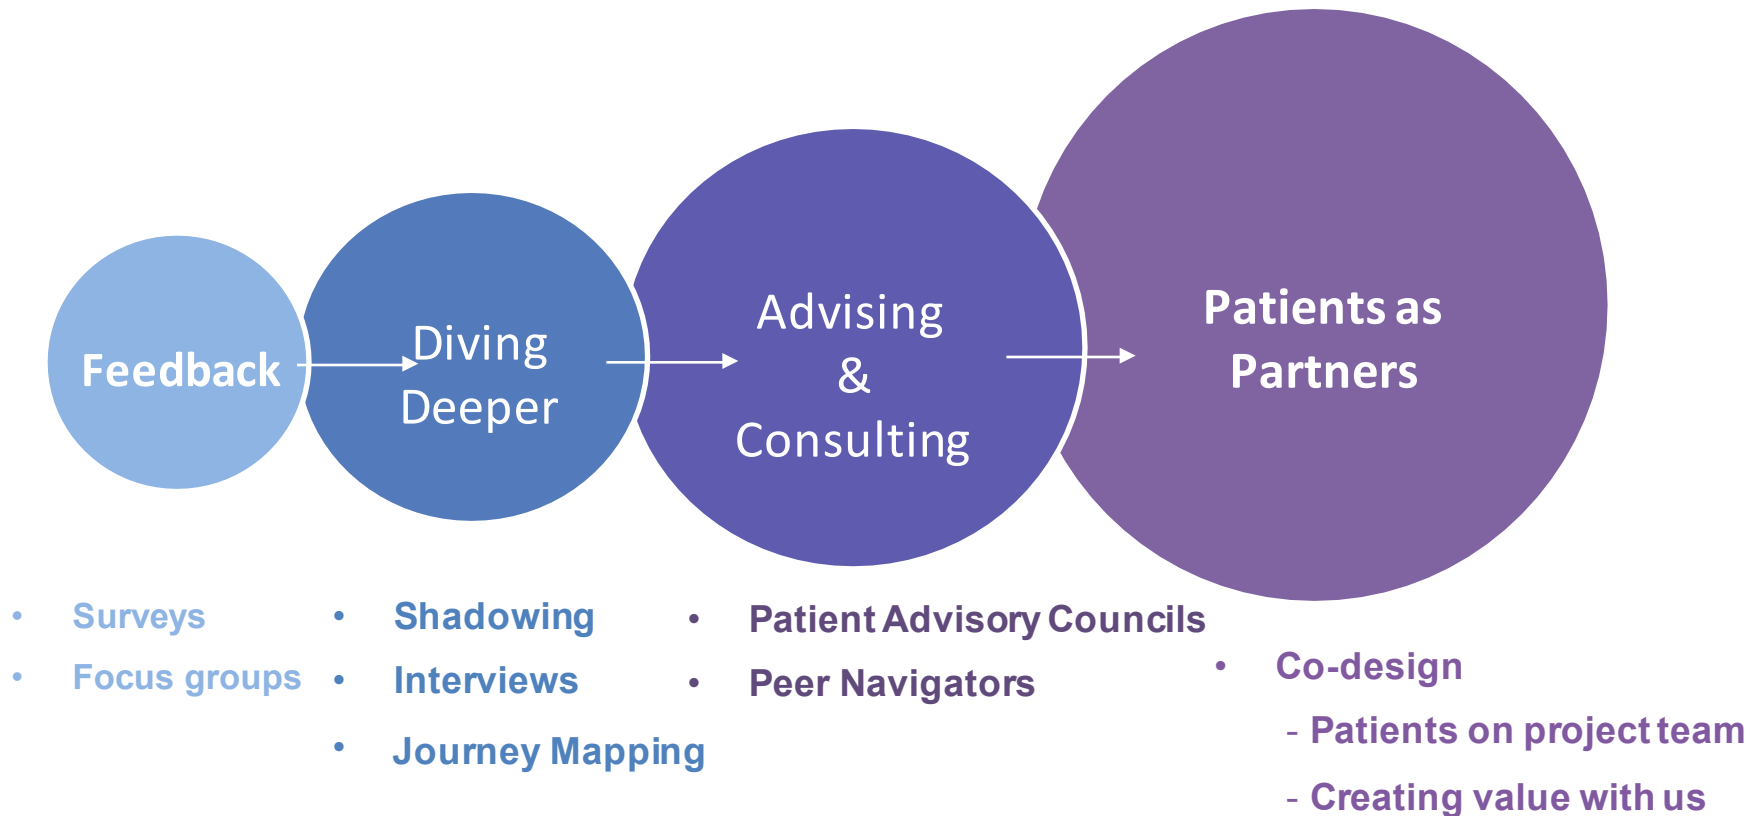 Feedback
Diving
Deeper
Advising
&
Consulting
Patients as
Partners
• Surveys
• Focus groups
• Shadowing
• Interviews
• Journey Mapping
• Patient Advisory Councils
• Peer Navigators
• Co-design
- Patients on project team
- Creating value with us